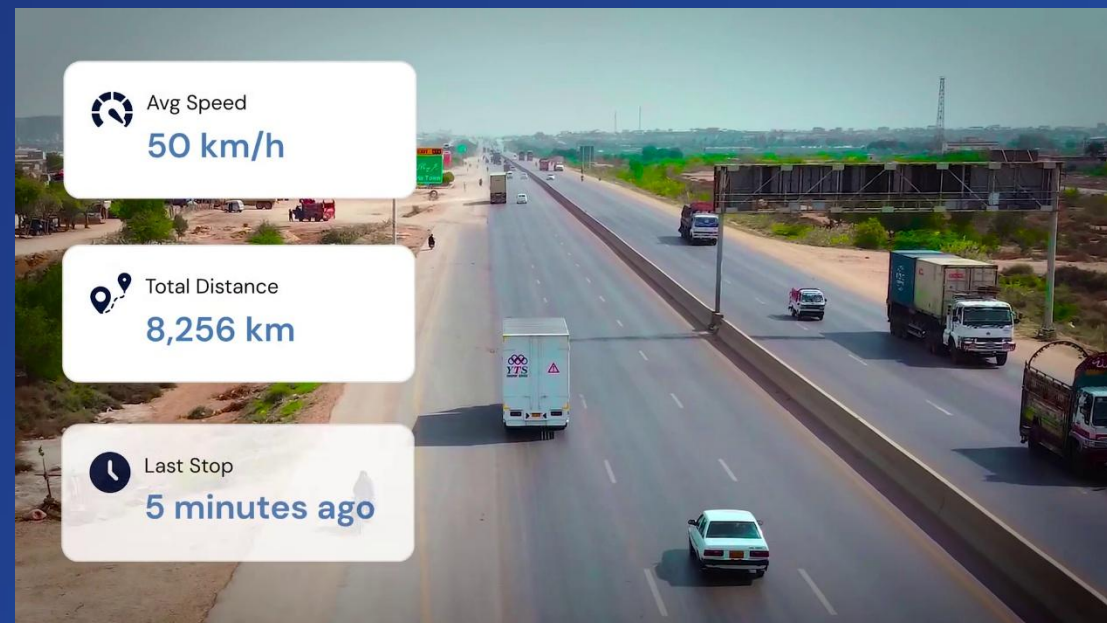 Avg Speed
50 km/h
Total Distance
8,256 km
Last Stop
5 minutes ago
YTS